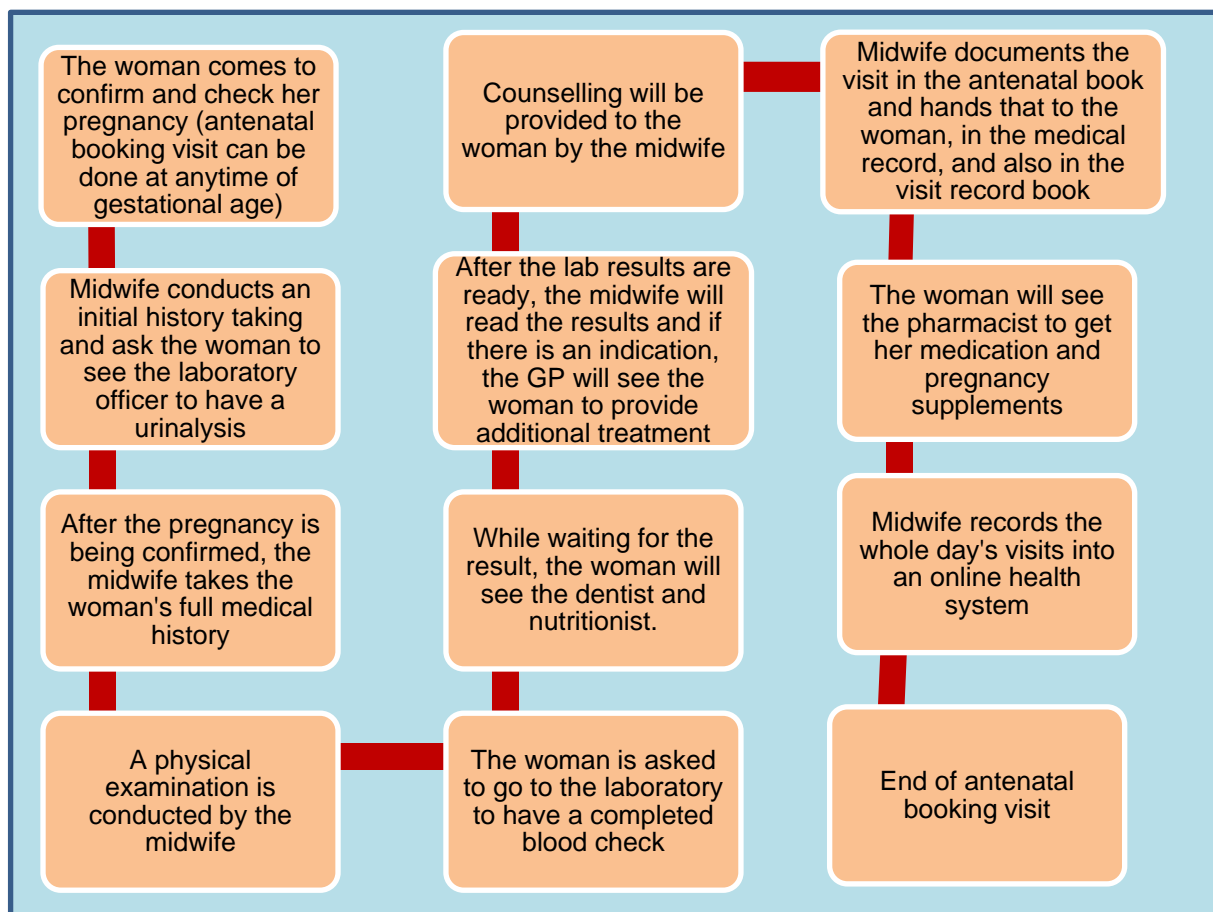 The woman comes to
confirm and check her
pregnancy (antenatal
booking visit can be
done at anytime of
gestational age)
Midwife conducts an
initial history taking
and ask the woman to
see the laboratory
officer to have a
urinalysis
After the pregnancy is
being confirmed, the
midwife takes the
woman's full medical
history
A physical
examination is
conducted by the
midwife
The woman is asked
to go to the laboratory
to have a completed
blood check
While waiting for the
result, the woman will
see the dentist and
nutritionist.
After the lab results are
ready, the midwife will
read the results and if
there is an indication,
the GP will see the
woman to provide
additional treatment
Counselling will be
provided to the
woman by the midwife
Midwife documents the
visit in the antenatal book
and hands that to the
woman, in the medical
record, and also in the
visit record book
The woman will see
the pharmacist to get
her medication and
pregnancy
supplements
Midwife records the
whole day's visits into
an online health
system
End of antenatal
booking visit